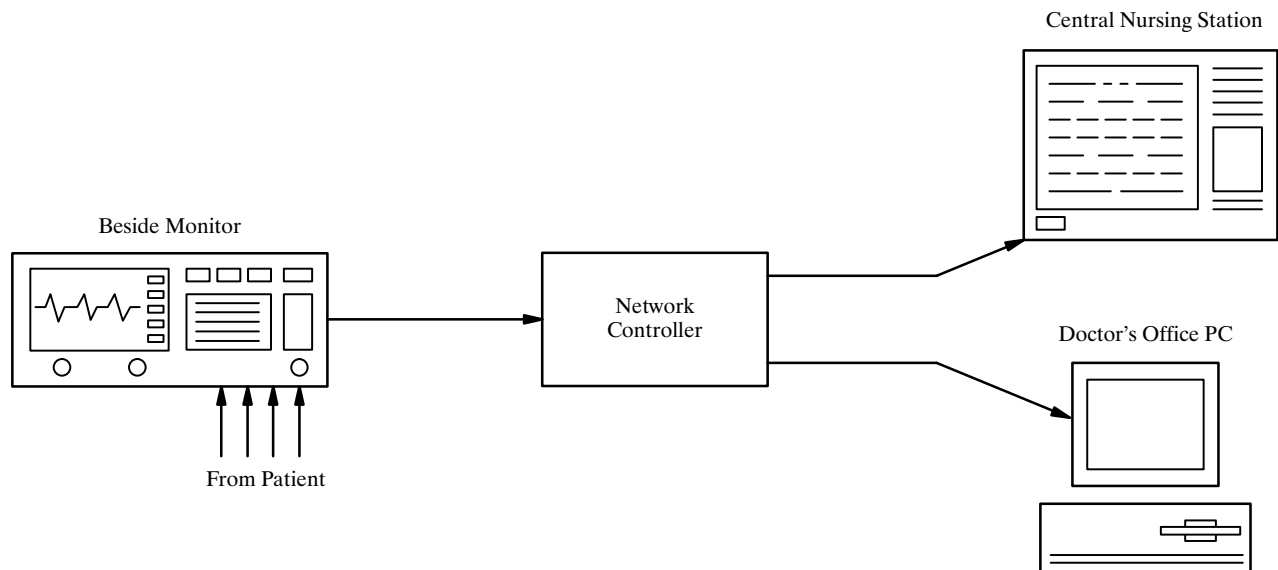 Central Nursing Station
Beside Monitor
Network
Controller
Doctor's Office PC
From Patient